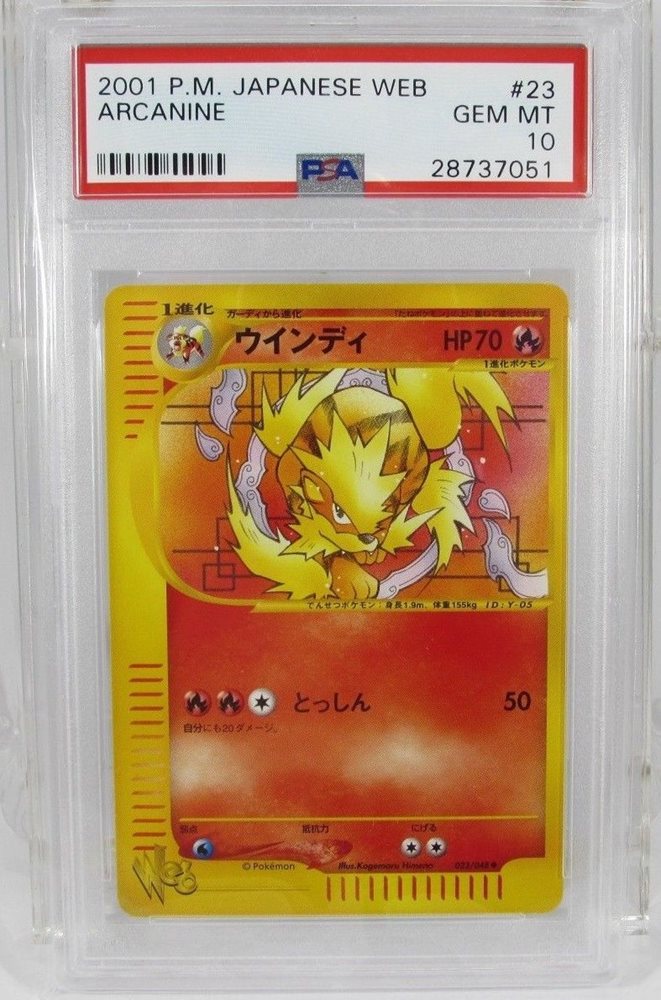 2001 P.M. JAPANESE WEB #23
ARCANINE GEM MT
10
PSA 28737051
1進化 ガーディから進化
ウインディ HP70
1進化ポケモン
でんせつポケモン：身長1.9m、体重155kg ID:Y-05
とっしん 50
自分にも20ダメージ。
弱点 抵抗力 にげる
Web
©Pokémon Illus.Kagemaru Himeno 023/048